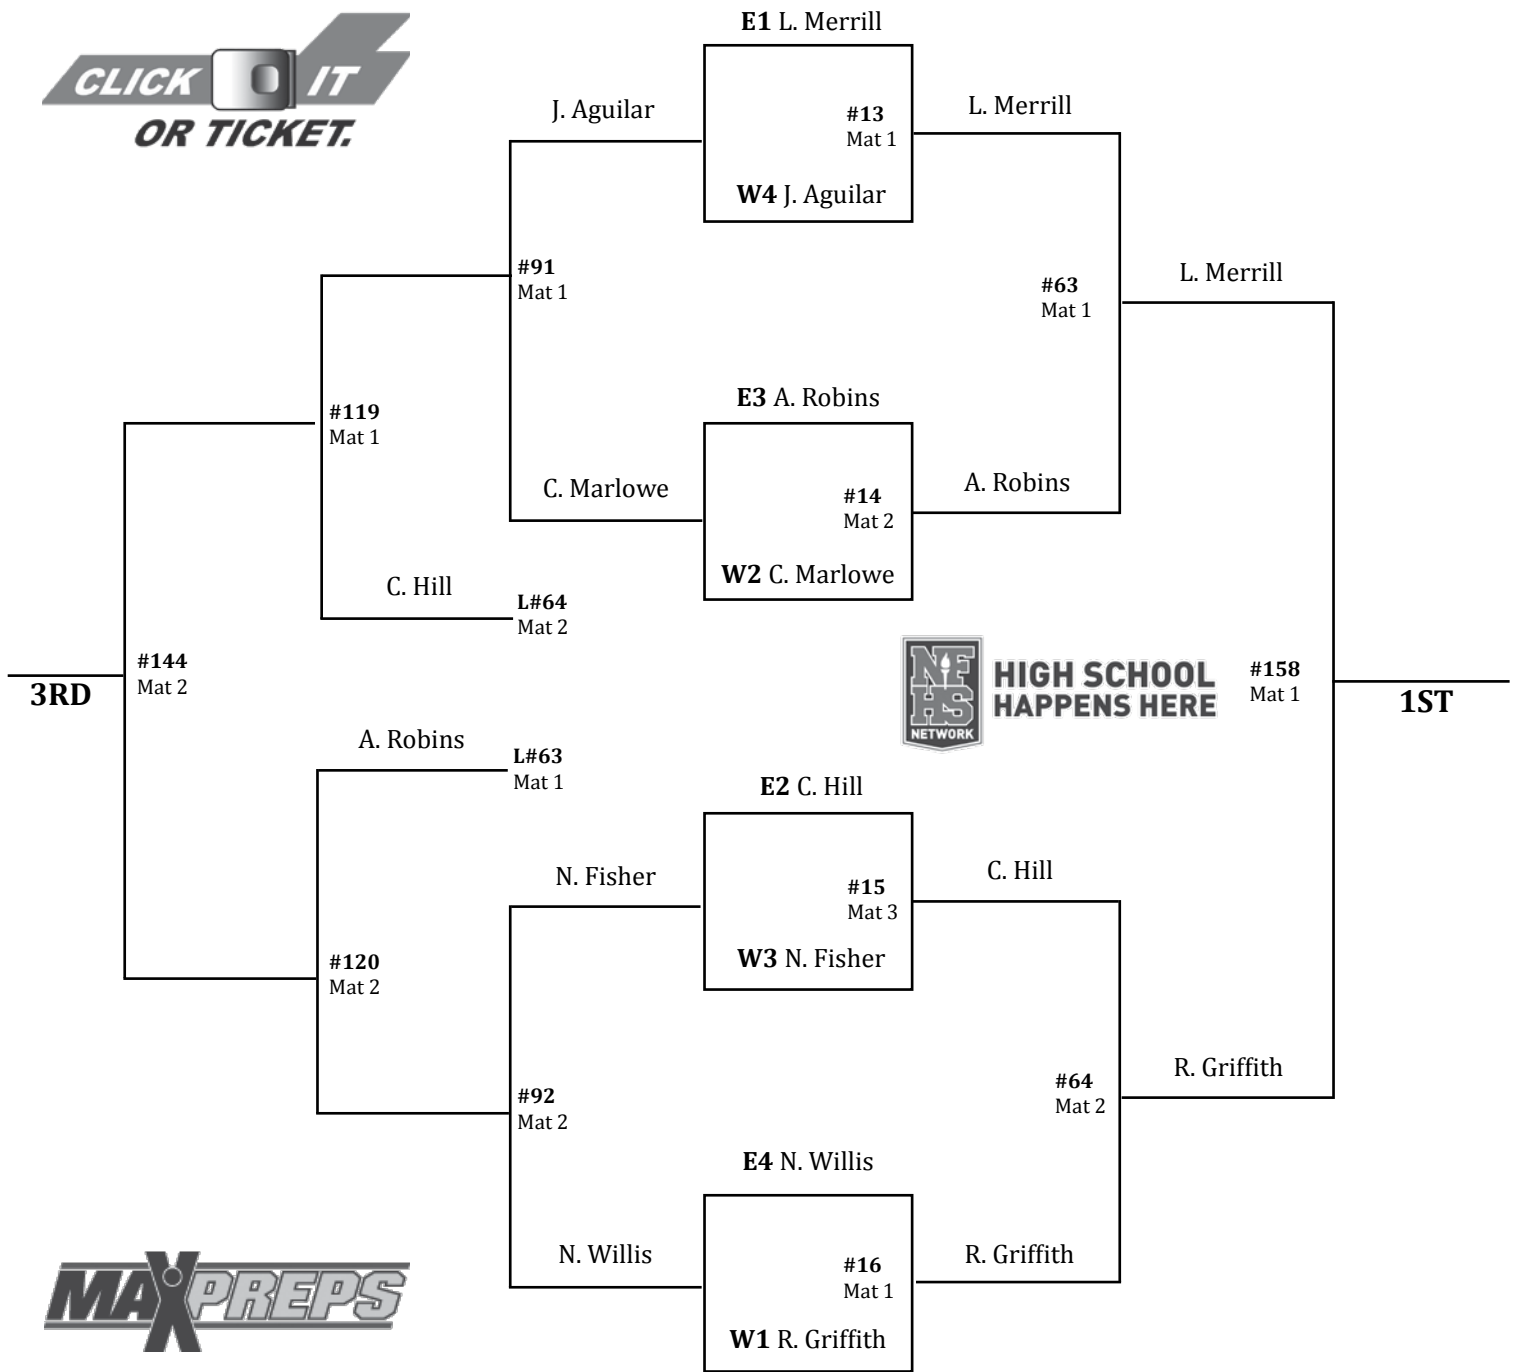 E1 L. Merrill
CLICK IT
OR TICKET.
J. Aguilar
#13
Mat 1
L. Merrill
W4 J. Aguilar
#91
Mat 1
#63
Mat 1
L. Merrill
E3 A. Robins
#119
Mat 1
C. Marlowe
#14
Mat 2
A. Robins
W2 C. Marlowe
C. Hill
L#64
Mat 2
#144
Mat 2
3RD
NFHS
NETWORK
HIGH SCHOOL
HAPPENS HERE
#158
Mat 1
1ST
A. Robins
L#63
Mat 1
E2 C. Hill
N. Fisher
#15
Mat 3
C. Hill
W3 N. Fisher
#120
Mat 2
#92
Mat 2
#64
Mat 2
R. Griffith
E4 N. Willis
N. Willis
#16
Mat 1
R. Griffith
W1 R. Griffith
MAXPREPS